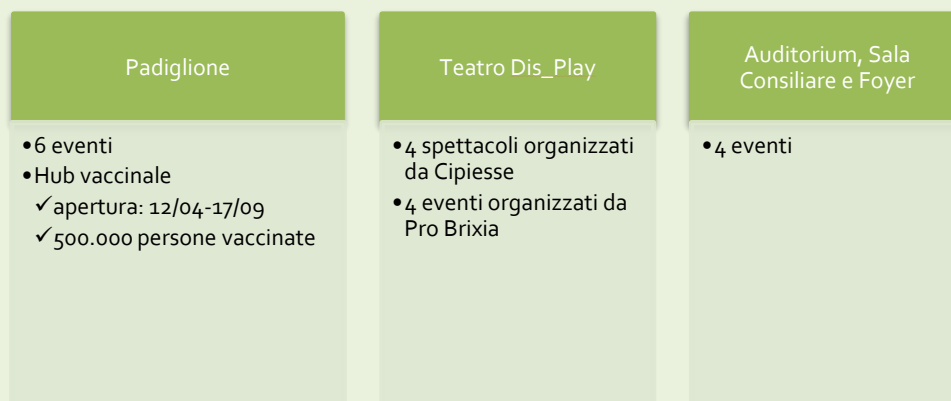 Padiglione
•6 eventi
•Hub vaccinale
✓apertura: 12/04-17/09
✓500.000 persone vaccinate
Teatro Dis_Play
•4 spettacoli organizzati
da Cipiesse
•4 eventi organizzati da
Pro Brixia
Auditorium, Sala
Consiliare e Foyer
•4 eventi